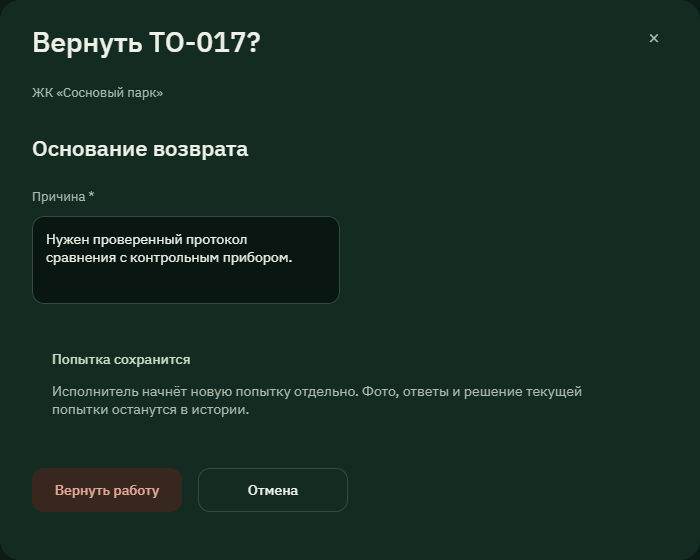 Вернуть ТО-017?
×
ЖК «Сосновый парк»
Основание возврата
Причина *
Нужен проверенный протокол
сравнения с контрольным прибором.
Попытка сохранится
Исполнитель начнёт новую попытку отдельно. Фото, ответы и решение текущей
попытки останутся в истории.
Вернуть работу
Отмена